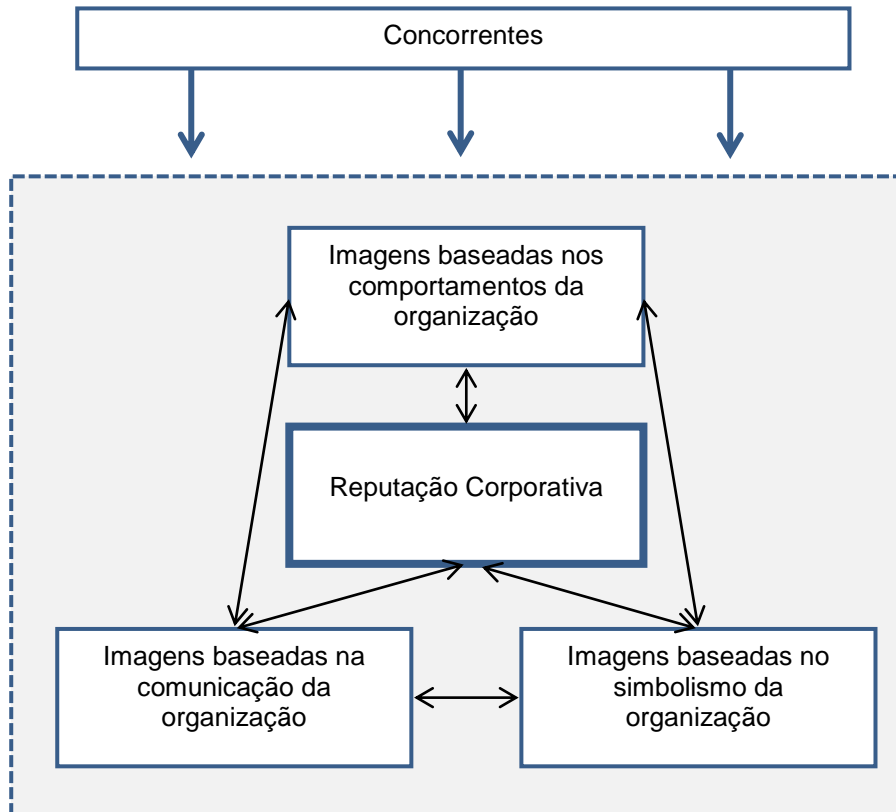 Concorrentes
Imagens baseadas nos
comportamentos da
organização
Reputação Corporativa
Imagens baseadas na
comunicação da
organização
Imagens baseadas no
simbolismo da
organização